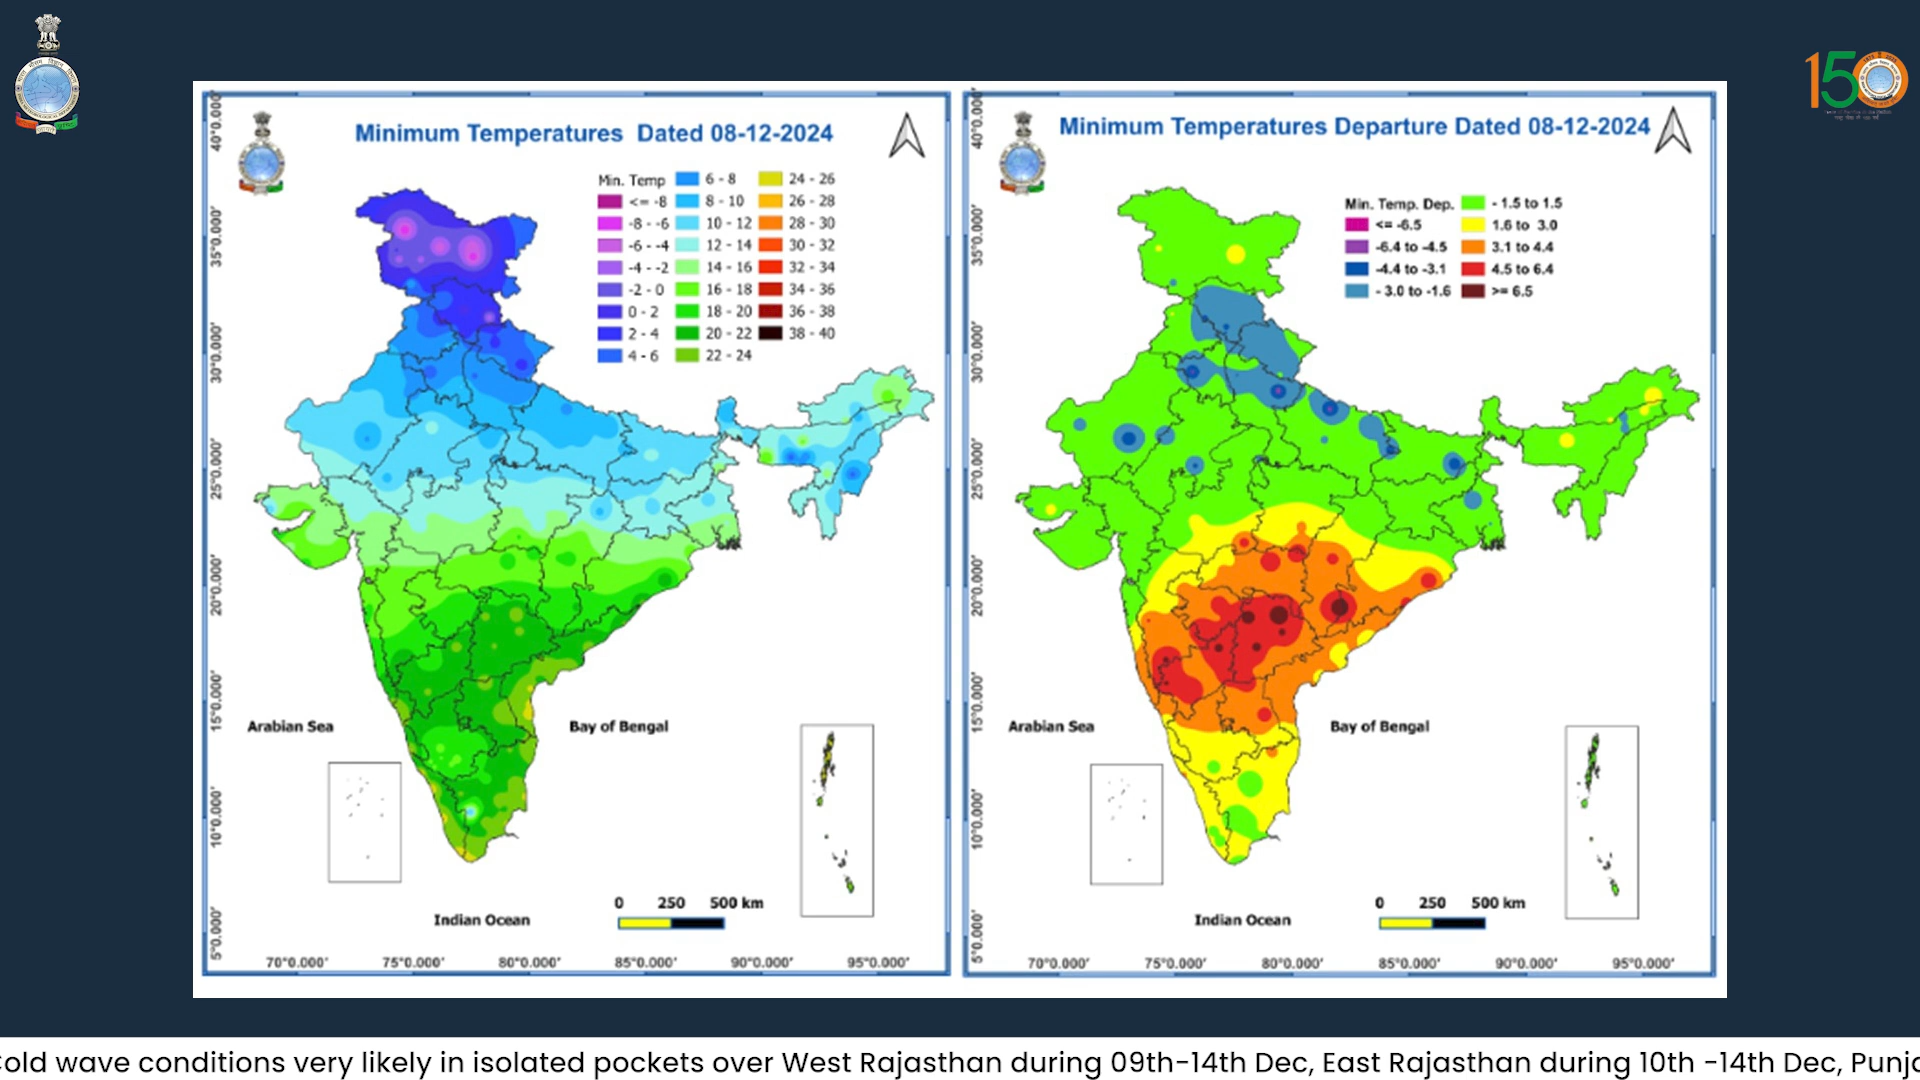 150
Minimum Temperatures Dated 08-12-2024
Min. Temp
<= -8
-8 - -6
-6 - -4
-4 - -2
-2 - 0
0 - 2
2 - 4
4 - 6
6 - 8
8 - 10
10 - 12
12 - 14
14 - 16
16 - 18
18 - 20
20 - 22
22 - 24
24 - 26
26 - 28
28 - 30
30 - 32
32 - 34
34 - 36
36 - 38
38 - 40
40°0.000'
35°0.000'
30°0.000'
25°0.000'
20°0.000'
15°0.000'
10°0.000'
5°0.000'
Arabian Sea
Bay of Bengal
Indian Ocean
0 250 500 km
70°0.000' 75°0.000' 80°0.000' 85°0.000' 90°0.000' 95°0.000'
Minimum Temperatures Departure Dated 08-12-2024
Min. Temp. Dep.
<= -6.5
-6.4 to -4.5
-4.4 to -3.1
- 3.0 to -1.6
- 1.5 to 1.5
1.6 to 3.0
3.1 to 4.4
4.5 to 6.4
>= 6.5
40°0.000'
35°0.000'
30°0.000'
25°0.000'
20°0.000'
15°0.000'
10°0.000'
5°0.000'
Arabian Sea
Bay of Bengal
Indian Ocean
0 250 500 km
70°0.000' 75°0.000' 80°0.000' 85°0.000' 90°0.000' 95°0.000'
Cold wave conditions very likely in isolated pockets over West Rajasthan during 09th-14th Dec, East Rajasthan during 10th -14th Dec, Punja